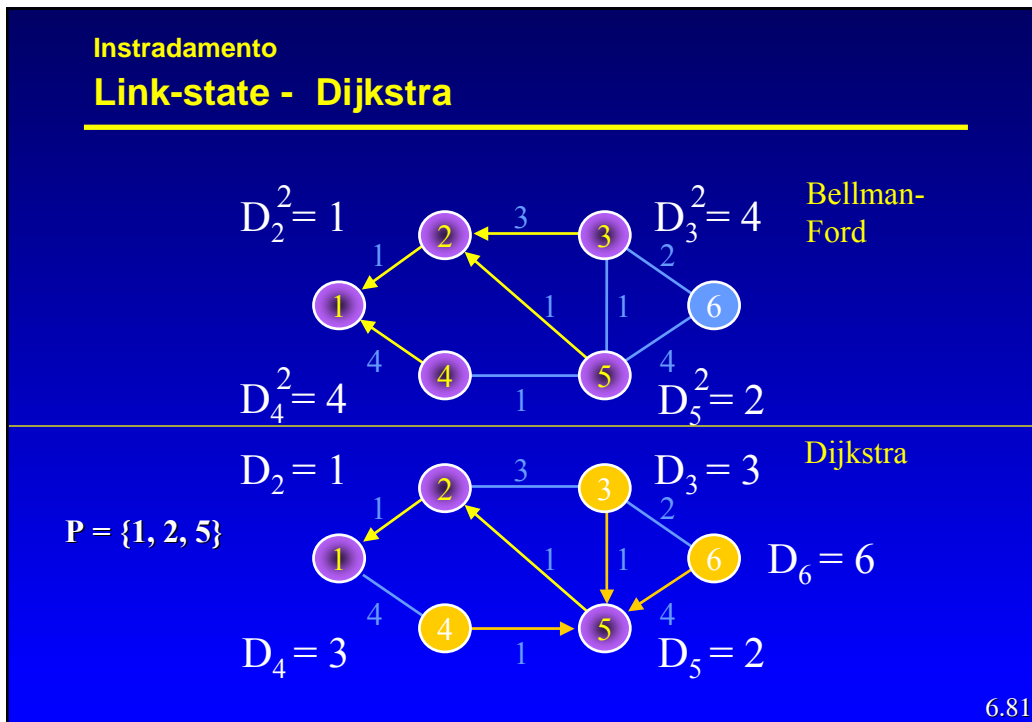 Instradamento
Link-state - Dijkstra
Bellman-
Ford
D₂² = 1
D₃² = 4
3
2
3
1
2
1
6
1
1
4
4
4
5
1
D₄² = 4
D₅² = 2
Dijkstra
D₂ = 1
D₃ = 3
3
2
3
1
2
P = {1, 2, 5}
1
6
D₆ = 6
1
1
4
4
4
5
1
D₄ = 3
D₅ = 2
6.81